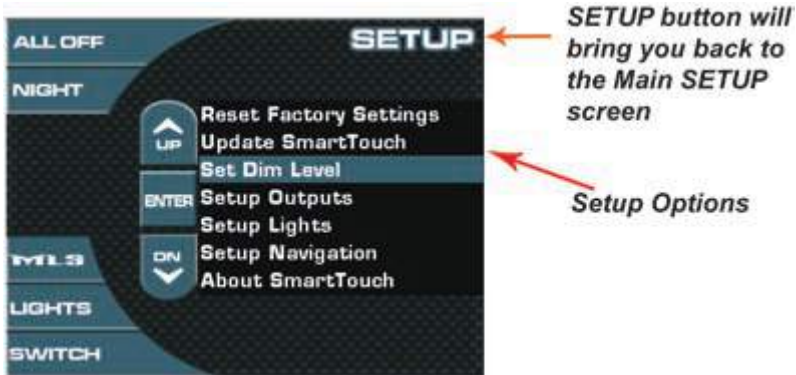 ALL OFF
NIGHT
SETUP
SETUP button will
bring you back to
the Main SETUP
screen
UP
ENTER
DN
Reset Factory Settings
Update SmartTouch
Set Dim Level
Setup Outputs
Setup Lights
Setup Navigation
About SmartTouch
Setup Options
MLS
LIGHTS
SWITCH